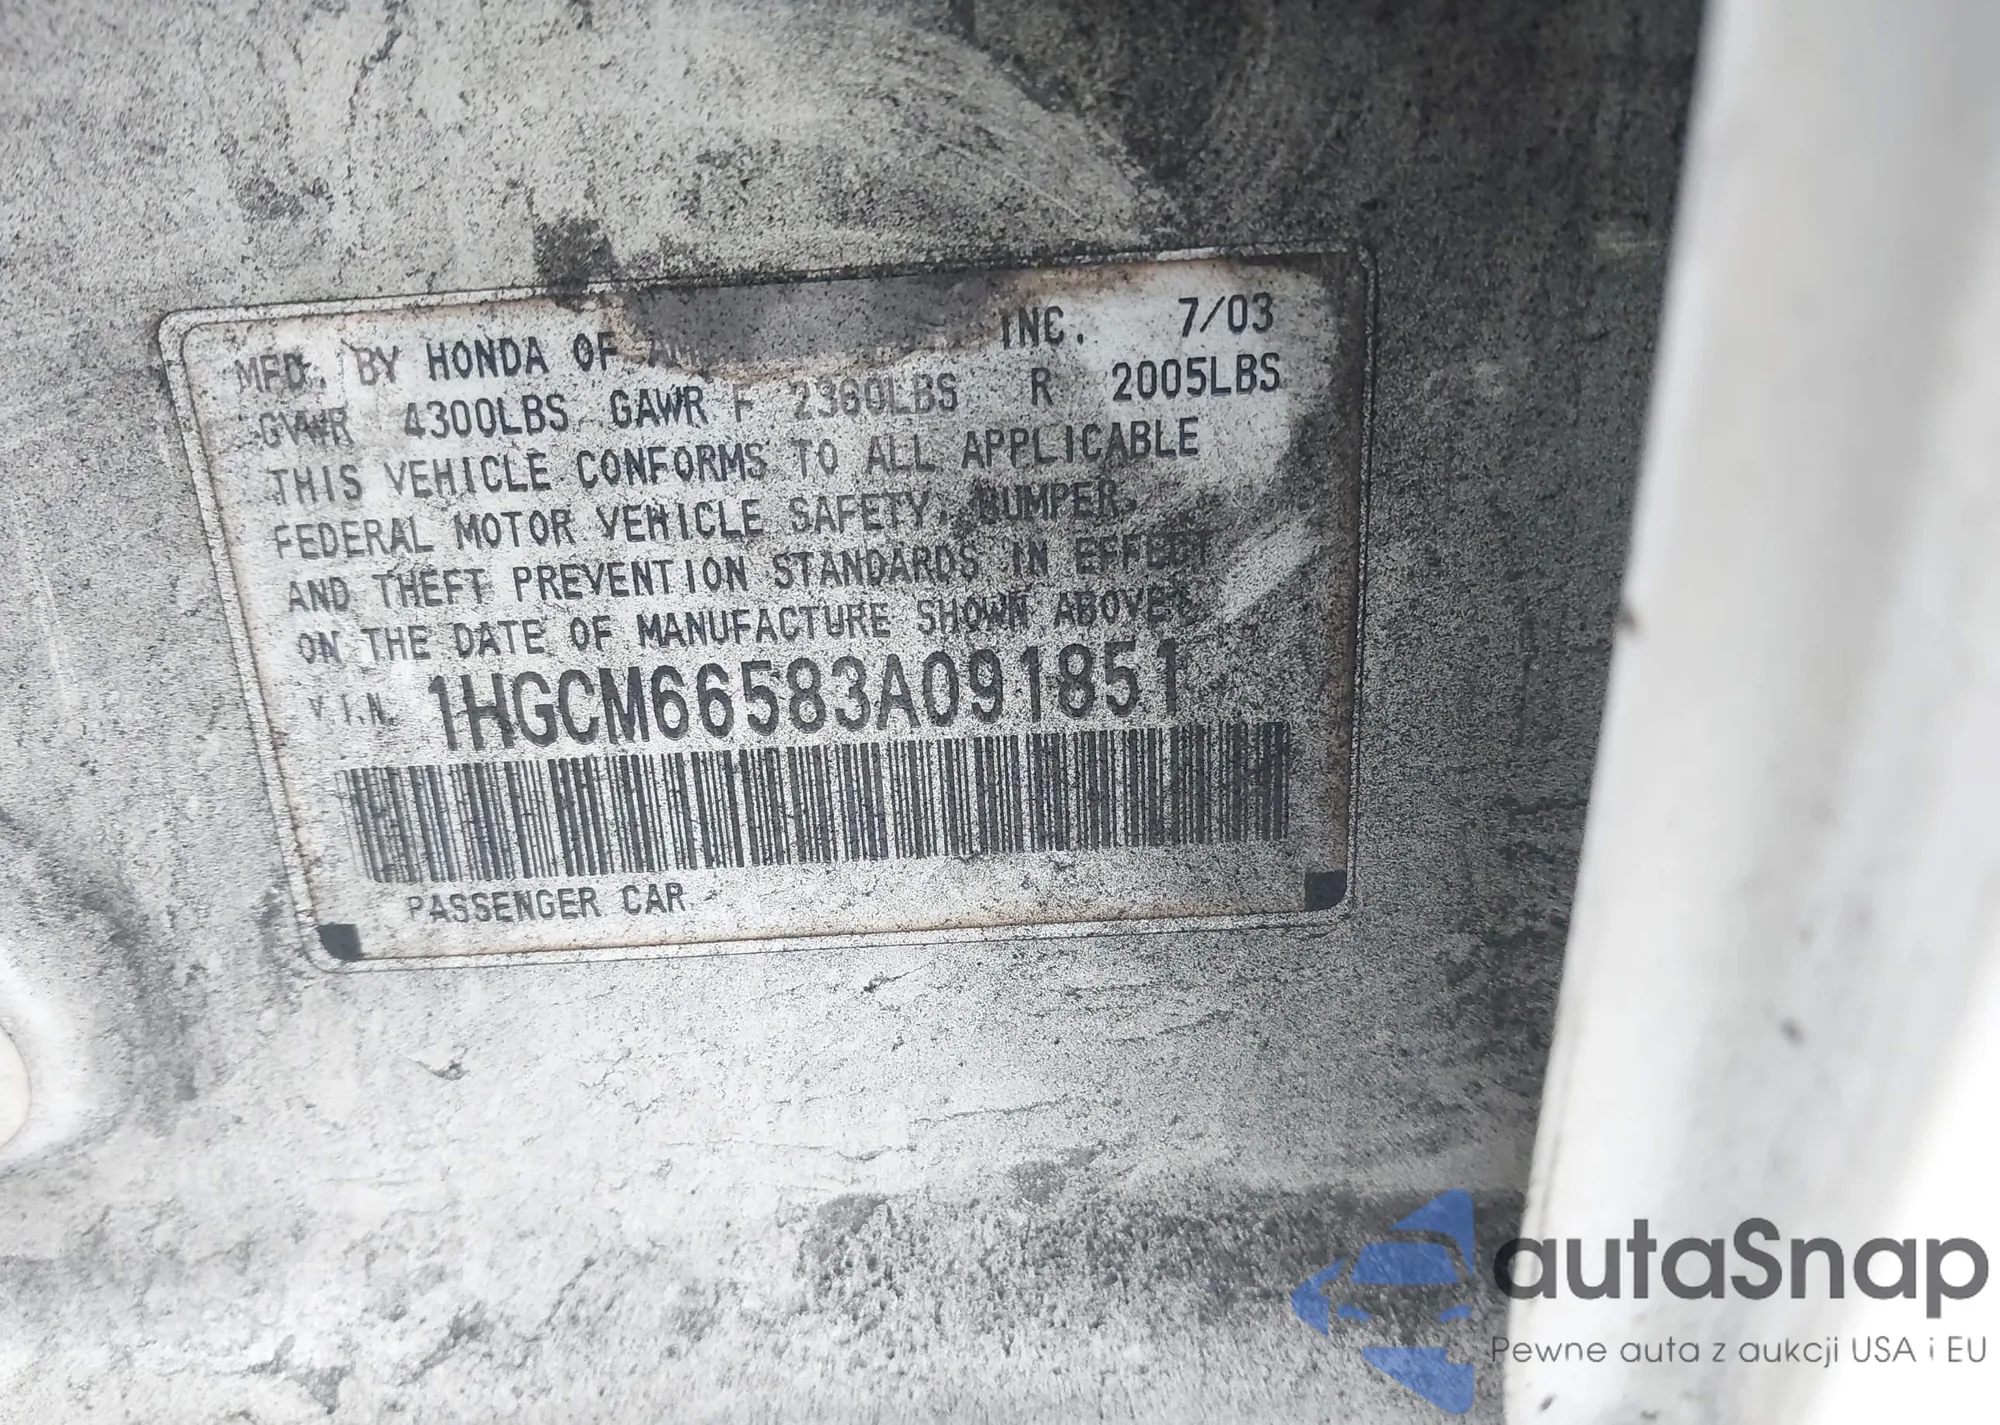 MFD. BY HONDA OF A INC. 7/03
GVWR 4300LBS GAWR F 2360LBS R 2005LBS
THIS VEHICLE CONFORMS TO ALL APPLICABLE
FEDERAL MOTOR VEHICLE SAFETY, BUMPER,
AND THEFT PREVENTION STANDARDS IN EFFECT
ON THE DATE OF MANUFACTURE SHOWN ABOVE.
V.I.N. 1HGCM66583A091851
PASSENGER CAR
autaSnap
Pewne auta z aukcji USA i EU